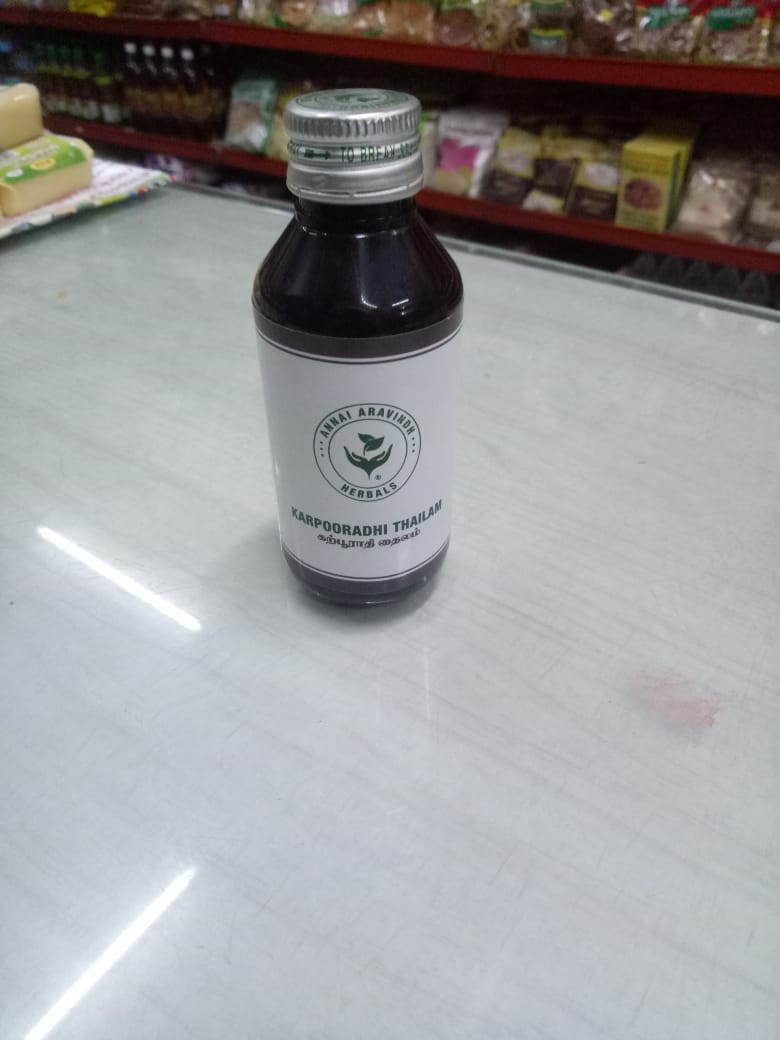 TO BREAK
ANNAI ARAVINDH
HERBALS
®
KARPOORADHI THAILAM
கற்பூராதி தைலம்